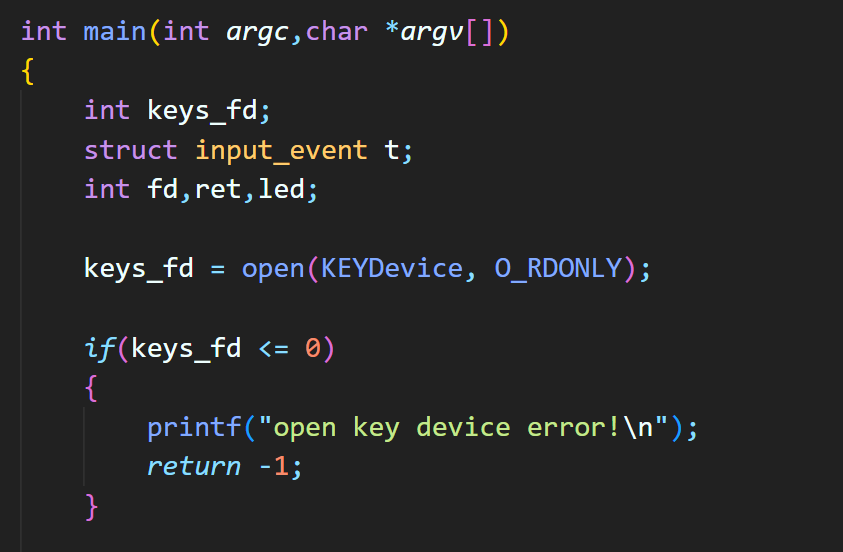 int main(int argc,char *argv[])
{
    int keys_fd;
    struct input_event t;
    int fd,ret,led;

    keys_fd = open(KEYDevice, O_RDONLY);

    if(keys_fd <= 0)
    {
        printf("open key device error!\n");
        return -1;
    }